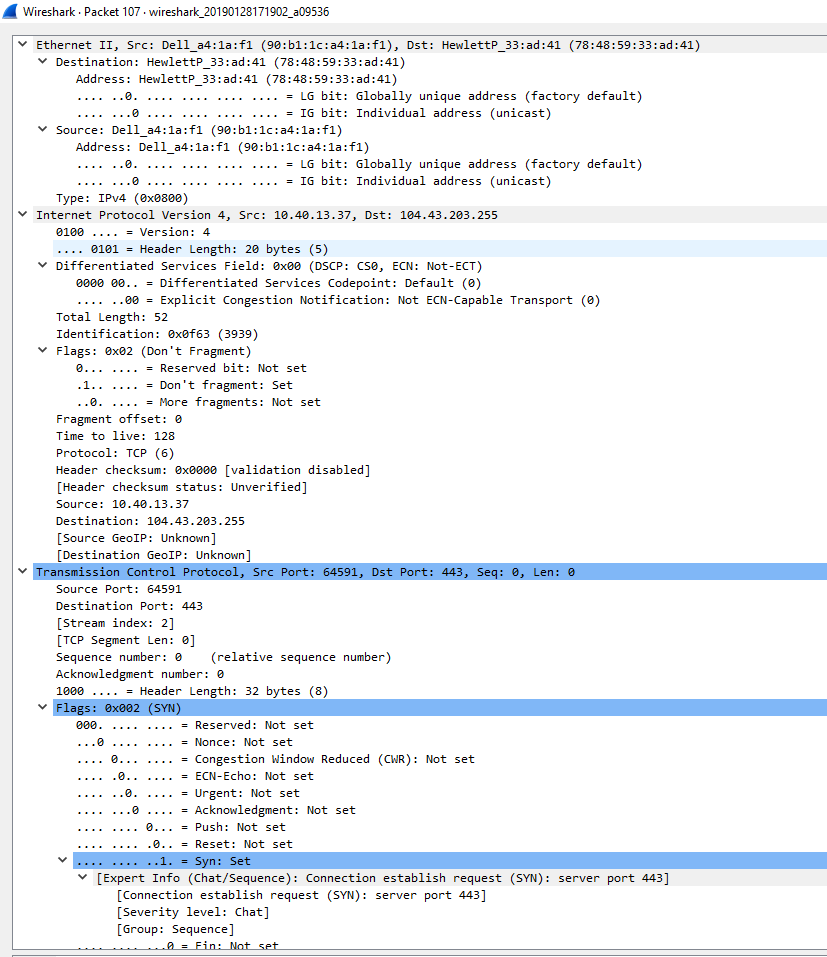 Wireshark · Packet 107 · wireshark_20190128171902_a09536
Ethernet II, Src: Dell_a4:1a:f1 (90:b1:1c:a4:1a:f1), Dst: HewlettP_33:ad:41 (78:48:59:33:ad:41)
Destination: HewlettP_33:ad:41 (78:48:59:33:ad:41)
Address: HewlettP_33:ad:41 (78:48:59:33:ad:41)
.... ..0. .... .... .... .... = LG bit: Globally unique address (factory default)
.... ...0 .... .... .... .... = IG bit: Individual address (unicast)
Source: Dell_a4:1a:f1 (90:b1:1c:a4:1a:f1)
Address: Dell_a4:1a:f1 (90:b1:1c:a4:1a:f1)
.... ..0. .... .... .... .... = LG bit: Globally unique address (factory default)
.... ...0 .... .... .... .... = IG bit: Individual address (unicast)
Type: IPv4 (0x0800)
Internet Protocol Version 4, Src: 10.40.13.37, Dst: 104.43.203.255
0100 .... = Version: 4
.... 0101 = Header Length: 20 bytes (5)
Differentiated Services Field: 0x00 (DSCP: CS0, ECN: Not-ECT)
0000 00.. = Differentiated Services Codepoint: Default (0)
.... ..00 = Explicit Congestion Notification: Not ECN-Capable Transport (0)
Total Length: 52
Identification: 0x0f63 (3939)
Flags: 0x02 (Don't Fragment)
0... .... = Reserved bit: Not set
.1.. .... = Don't fragment: Set
..0. .... = More fragments: Not set
Fragment offset: 0
Time to live: 128
Protocol: TCP (6)
Header checksum: 0x0000 [validation disabled]
[Header checksum status: Unverified]
Source: 10.40.13.37
Destination: 104.43.203.255
[Source GeoIP: Unknown]
[Destination GeoIP: Unknown]
Transmission Control Protocol, Src Port: 64591, Dst Port: 443, Seq: 0, Len: 0
Source Port: 64591
Destination Port: 443
[Stream index: 2]
[TCP Segment Len: 0]
Sequence number: 0 (relative sequence number)
Acknowledgment number: 0
1000 .... = Header Length: 32 bytes (8)
Flags: 0x002 (SYN)
000. .... .... = Reserved: Not set
...0 .... .... = Nonce: Not set
.... 0... .... = Congestion Window Reduced (CWR): Not set
.... .0.. .... = ECN-Echo: Not set
.... ..0. .... = Urgent: Not set
.... ...0 .... = Acknowledgment: Not set
.... .... 0... = Push: Not set
.... .... .0.. = Reset: Not set
.... .... ..1. = Syn: Set
[Expert Info (Chat/Sequence): Connection establish request (SYN): server port 443]
[Connection establish request (SYN): server port 443]
[Severity level: Chat]
[Group: Sequence]
.... .... ...0 = Fin: Not set